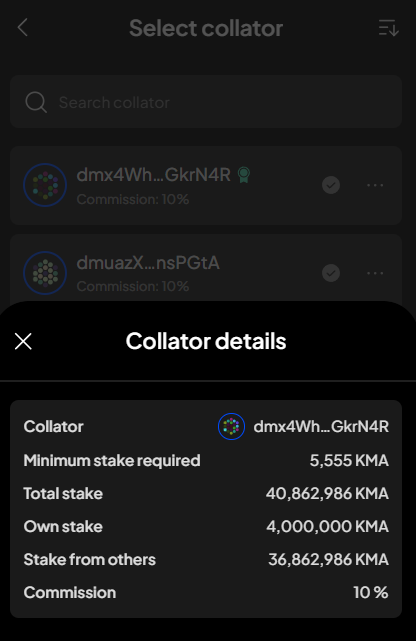 Select collator
Search collator
dmx4Wh...GkrN4R
Commission: 10%
dmuazX...nsPGtA
Commission: 10%
Collator details
Collator dmx4Wh...GkrN4R
Minimum stake required 5,555 KMA
Total stake 40,862,986 KMA
Own stake 4,000,000 KMA
Stake from others 36,862,986 KMA
Commission 10 %